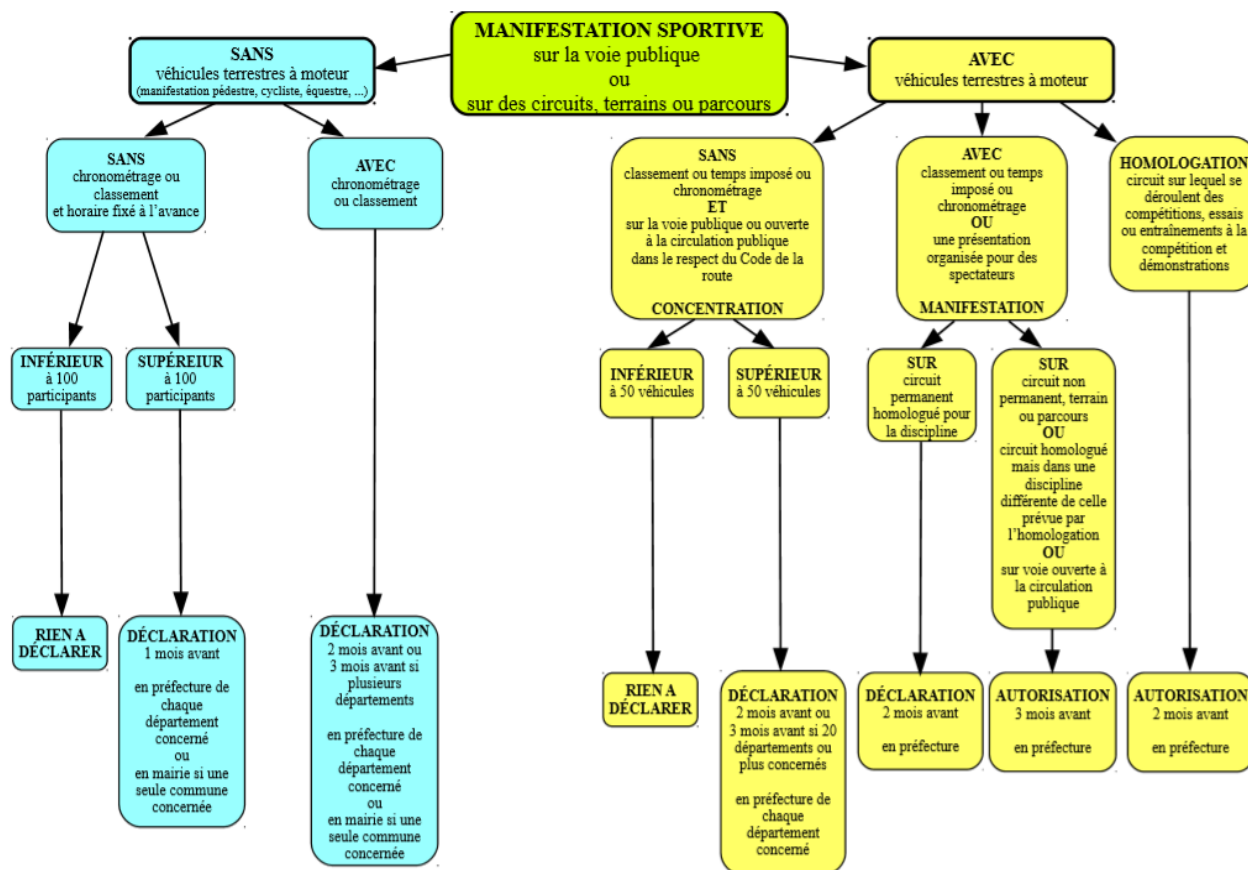 MANIFESTATION SPORTIVE
sur la voie publique
ou
sur des circuits, terrains ou parcours
SANS
véhicules terrestres à moteur
(manifestation pédestre, cycliste, équestre, ...)
AVEC
véhicules terrestres à moteur
SANS
chronométrage ou
classement
et horaire fixé à l'avance
AVEC
chronométrage
ou classement
SANS
classement ou temps imposé ou
chronométrage
ET
sur la voie publique ou ouverte
à la circulation publique
dans le respect du Code de la
route
CONCENTRATION
AVEC
classement ou temps
imposé ou
chronométrage
OU
une présentation
organisée pour des
spectateurs
MANIFESTATION
HOMOLOGATION
circuit sur lequel se
déroulent des
compétitions, essais
ou entraînements à la
compétition et
démonstrations
INFÉRIEUR
à 100
participants
SUPÉREIUR
à 100
participants
INFÉRIEUR
à 50 véhicules
SUPÉRIEUR
à 50 véhicules
SUR
circuit
permanent
homologué pour
la discipline
SUR
circuit non
permanent, terrain
ou parcours
OU
circuit homologué
mais dans une
discipline
différente de celle
prévue par
l'homologation
OU
sur voie ouverte à
la circulation
publique
RIEN A
DÉCLARER
DÉCLARATION
1 mois avant
en préfecture de
chaque
département
concerné
ou
en mairie si une
seule commune
concernée
DÉCLARATION
2 mois avant ou
3 mois avant si
plusieurs
départements
en préfecture de
chaque
département
concerné
ou
en mairie si une
seule commune
concernée
RIEN A
DÉCLARER
DÉCLARATION
2 mois avant ou
3 mois avant si 20
départements ou
plus concernés
en préfecture de
chaque
département
concerné
DÉCLARATION
2 mois avant
en préfecture
AUTORISATION
3 mois avant
en préfecture
AUTORISATION
2 mois avant
en préfecture